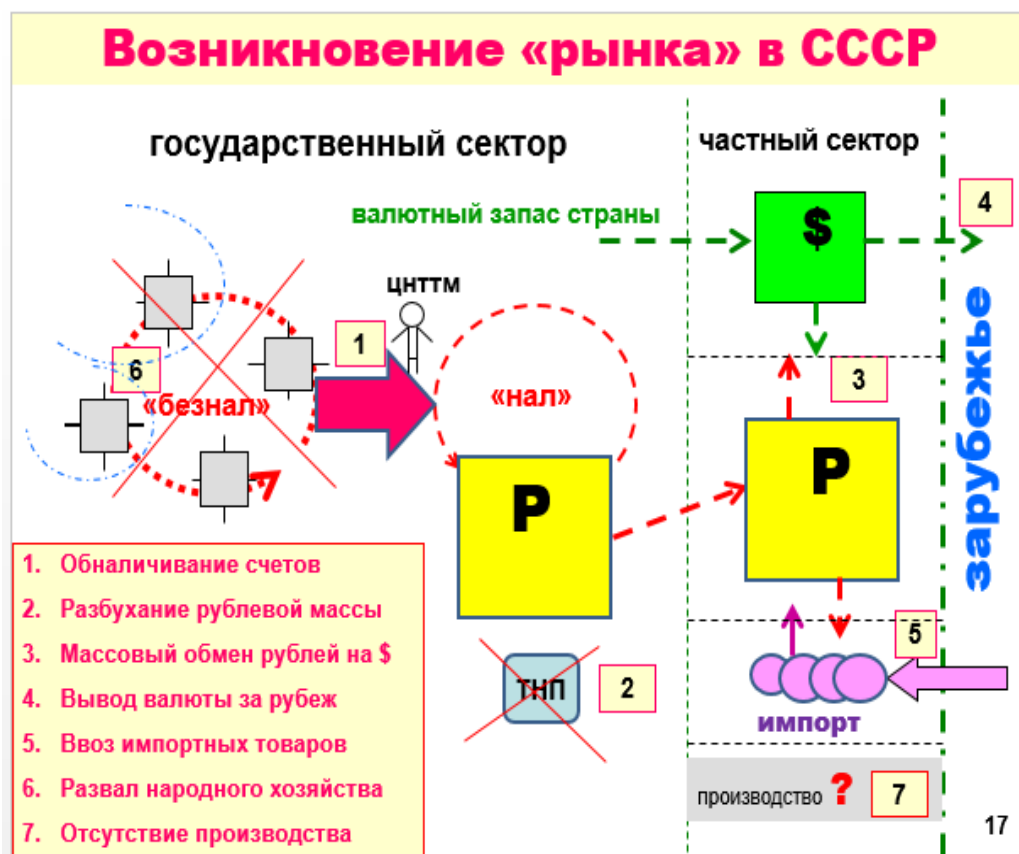 Возникновение «рынка» в СССР
государственный сектор
частный сектор
валютный запас страны
$
4
цнттм
1
6
«безнал»
«нал»
3
Р
Р
зарубежье
1. Обналичивание счетов
2. Разбухание рублевой массы
3. Массовый обмен рублей на $
4. Вывод валюты за рубеж
5. Ввоз импортных товаров
6. Развал народного хозяйства
7. Отсутствие производства
ТНП
2
5
импорт
производство ? 7
17